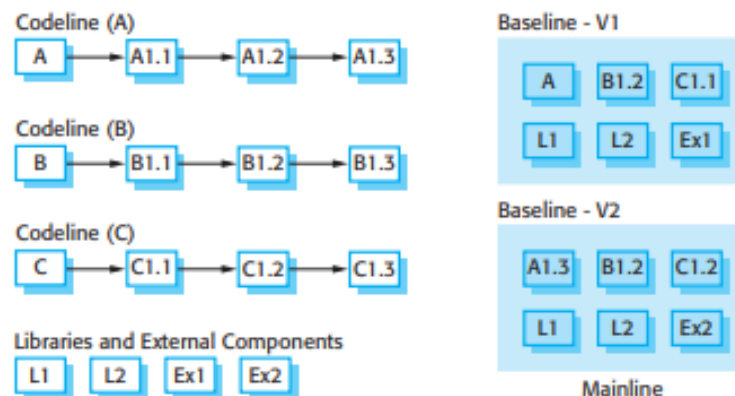 Codeline (A)
A A1.1 A1.2 A1.3
Codeline (B)
B B1.1 B1.2 B1.3
Codeline (C)
C C1.1 C1.2 C1.3
Libraries and External Components
L1 L2 Ex1 Ex2
Baseline - V1
A B1.2 C1.1
L1 L2 Ex1
Baseline - V2
A1.3 B1.2 C1.2
L1 L2 Ex2
Mainline